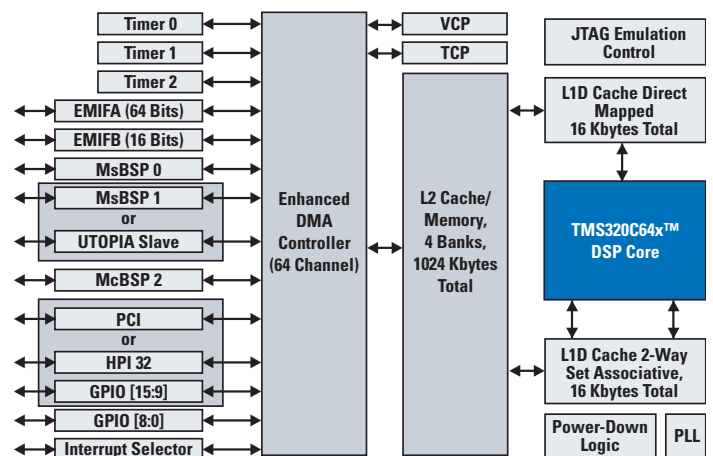 Timer 0
Timer 1
Timer 2
EMIFA (64 Bits)
EMIFB (16 Bits)
MsBSP 0
MsBSP 1
or
UTOPIA Slave
McBSP 2
PCI
or
HPI 32
GPIO [15:9]
GPIO [8:0]
Interrupt Selector
Enhanced
DMA
Controller
(64 Channel)
VCP
TCP
L2 Cache/
Memory,
4 Banks,
1024 Kbytes
Total
JTAG Emulation
Control
L1D Cache Direct
Mapped
16 Kbytes Total
TMS320C64x™
DSP Core
L1D Cache 2-Way
Set Associative,
16 Kbytes Total
Power-Down
Logic
PLL